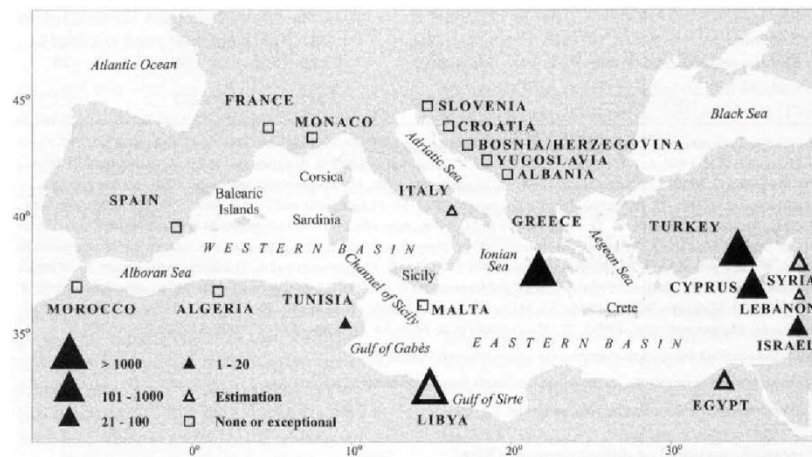 Atlantic Ocean
45°
FRANCE
SLOVENIA
Black Sea
MONACO
CROATIA
Adriatic Sea
BOSNIA/HERZEGOVINA
YUGOSLAVIA
ALBANIA
Corsica
ITALY
SPAIN
Balearic
Islands
40°
Sardinia
GREECE
TURKEY
WESTERN BASIN
Ionian
Sea
Aegean Sea
Alboran Sea
Channel of Sicily
Sicily
CYPRUS
SYRIA
MOROCCO
ALGERIA
TUNISIA
MALTA
Crete
LEBANON
35°
Gulf of Gabès
EASTERN BASIN
ISRAEL
> 1000
1 - 20
101 - 1000
Estimation
21 - 100
None or exceptional
LIBYA
Gulf of Sirte
EGYPT
0°
10°
20°
30°